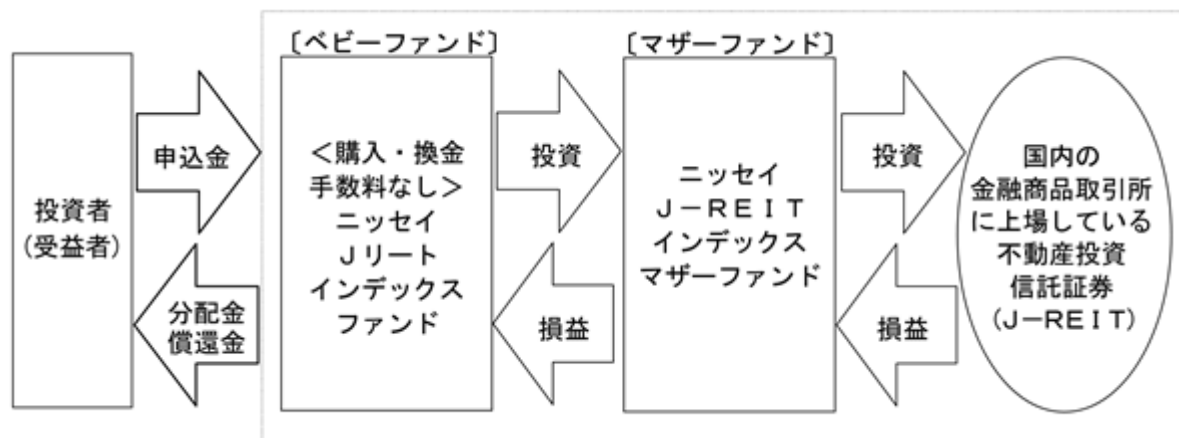 投資者
(受益者)
申込金
分配金
償還金
〔ベビーファンド〕
<購入・換金
手数料なし>
ニッセイ
Jリート
インデックス
ファンド
投資
損益
〔マザーファンド〕
ニッセイ
J-REIT
インデックス
マザーファンド
投資
損益
国内の
金融商品取引所
に上場している
不動産投資
信託証券
(J-REIT)